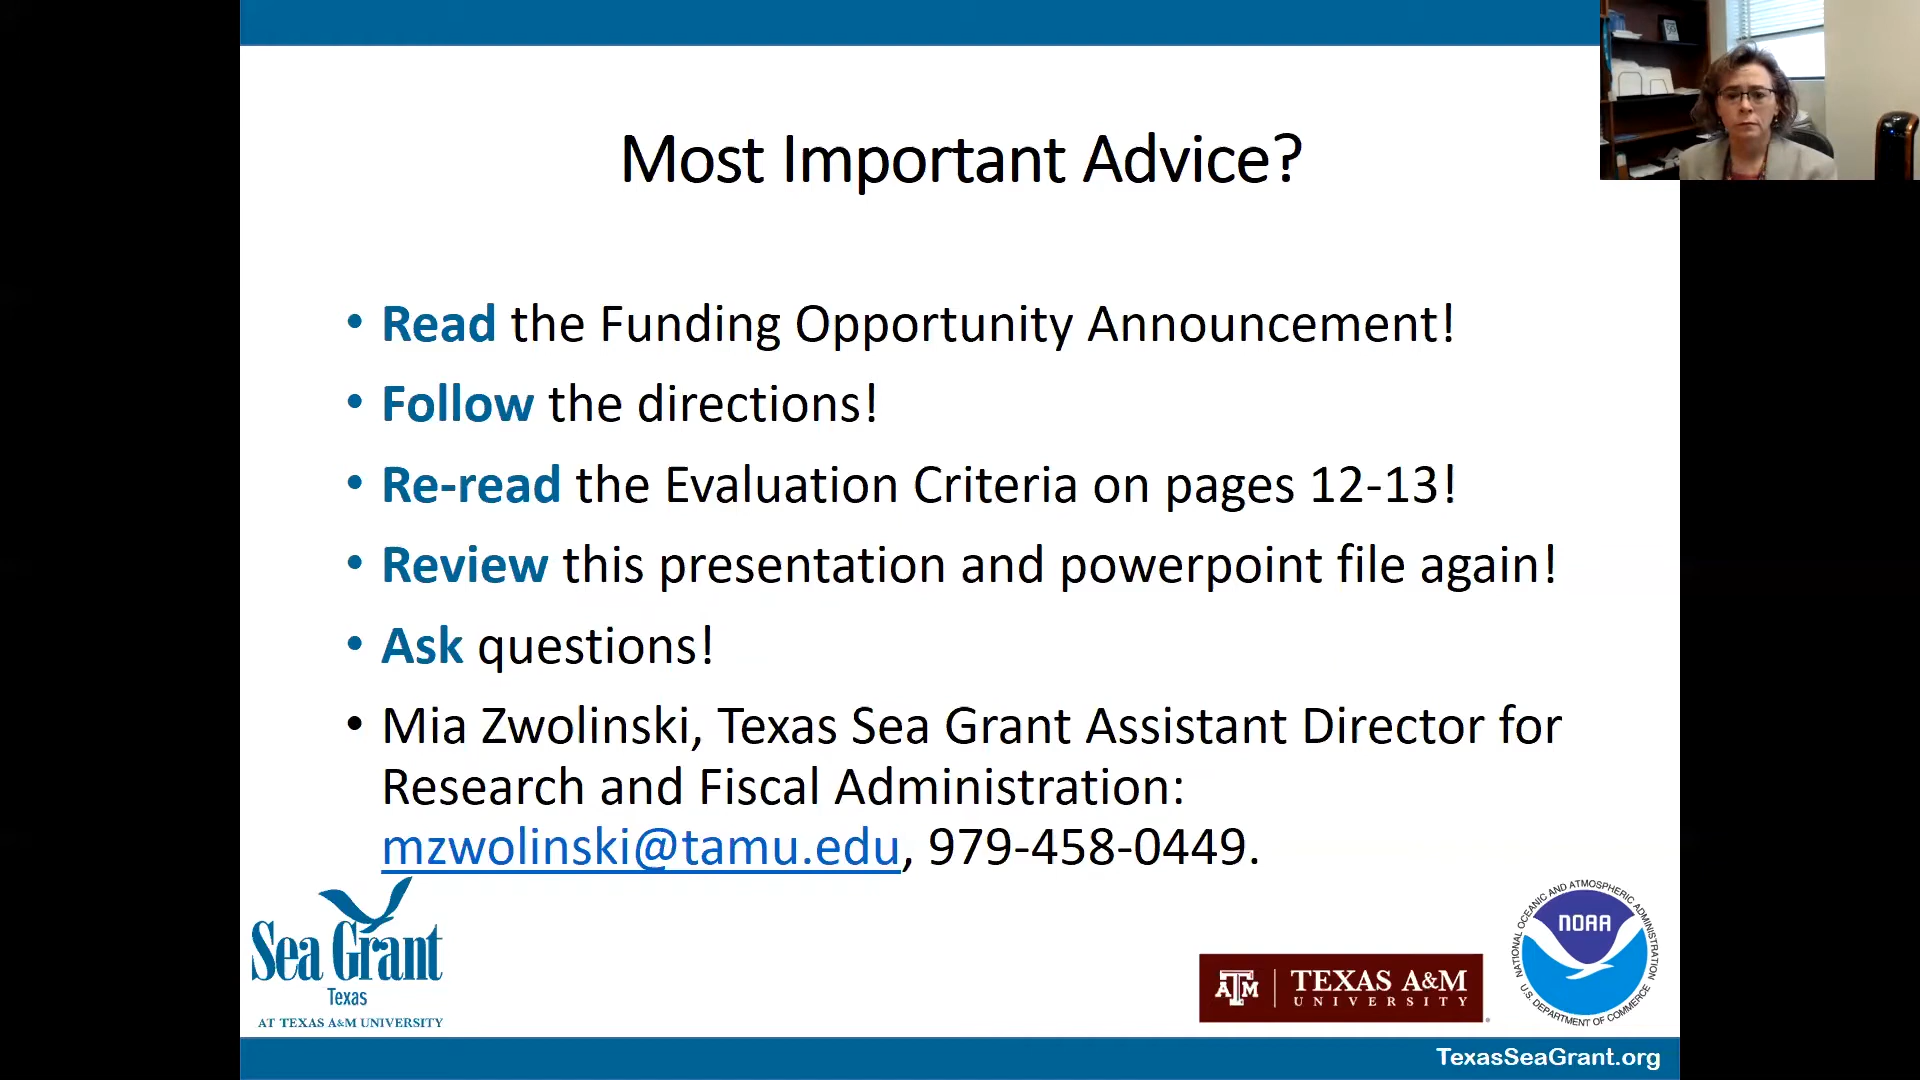 Most Important Advice?
• Read the Funding Opportunity Announcement!
• Follow the directions!
• Re-read the Evaluation Criteria on pages 12-13!
• Review this presentation and powerpoint file again!
• Ask questions!
• Mia Zwolinski, Texas Sea Grant Assistant Director for
Research and Fiscal Administration:
mzwolinski@tamu.edu, 979-458-0449.
Sea Grant
Texas
AT TEXAS A&M UNIVERSITY
ATM
TEXAS A&M
UNIVERSITY
NATIONAL OCEANIC AND ATMOSPHERIC ADMINISTRATION
NOAA
U.S. DEPARTMENT OF COMMERCE
TexasSeaGrant.org